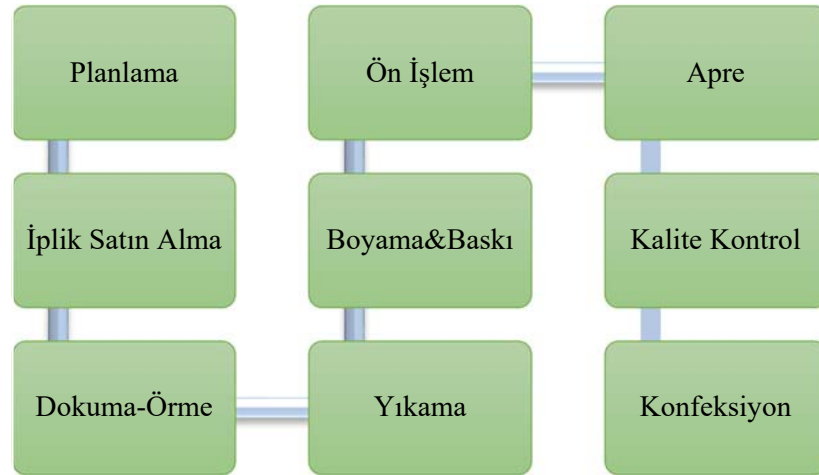 Planlama
İplik Satın Alma
Dokuma-Örme
Yıkama
Boyama&Baskı
Ön İşlem
Apre
Kalite Kontrol
Konfeksiyon